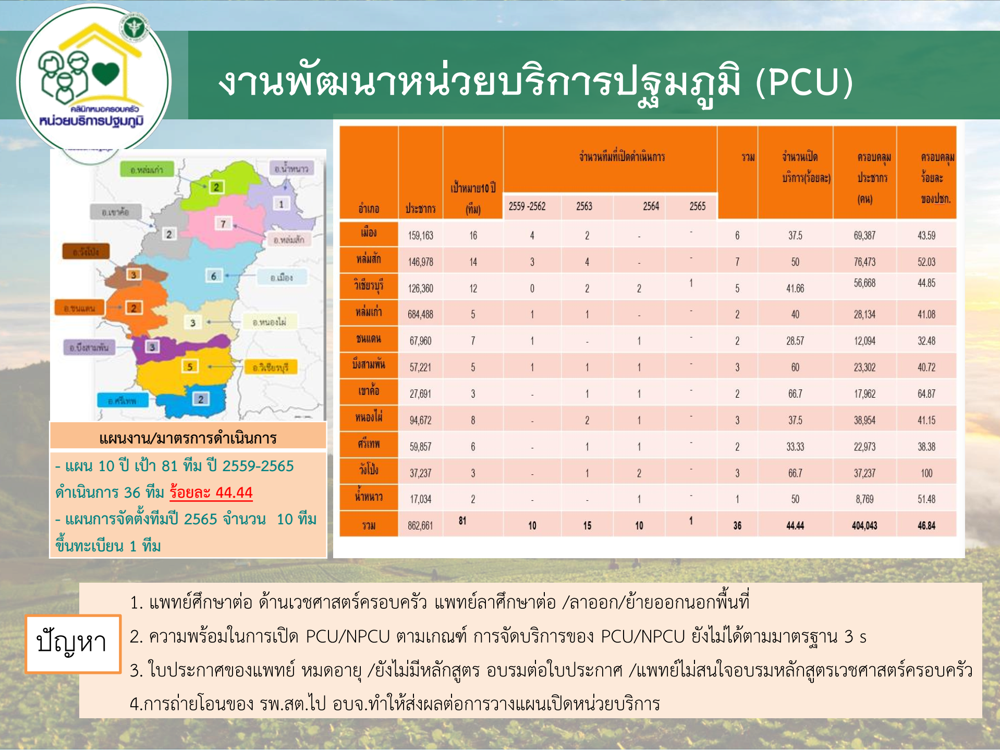 งานพัฒนาหน่วยบริการปฐมภูมิ (PCU)
คลินิกหมอครอบครัว
หน่วยบริการปฐมภูมิ
อ.หล่มเก่า
อ.น้ำหนาว
2
1
อ.เขาค้อ
7
2
อ.หล่มสัก
อ.วังโป่ง
3
6
อ.เมือง
อ.ชนแดน
2
3
อ.หนองไผ่
อ.บึงสามพัน
3
5
อ.วิเชียรบุรี
อ.ศรีเทพ
2
แผนงาน/มาตรการดำเนินการ
- แผน 10 ปี เป้า 81 ทีม ปี 2559-2565
ดำเนินการ 36 ทีม ร้อยละ 44.44
- แผนการจัดตั้งทีมปี 2565 จำนวน 10 ทีม
ขึ้นทะเบียน 1 ทีม
อำเภอ ประชากร เป้าหมาย10 ปี (ทีม) จำนวนทีมที่เปิดดำเนินการ รวม จำนวนเปิดบริการ(ร้อยละ) ครอบคลุมประชากร (คน) ครอบคลุมร้อยละของปชก.
2559 -2562 2563 2564 2565
เมือง 159,163 16 4 2 - - 6 37.5 69,387 43.59
หล่มสัก 146,978 14 3 4 - - 7 50 76,473 52.03
วิเชียรบุรี 126,360 12 0 2 2 1 5 41.66 56,668 44.85
หล่มเก่า 684,488 5 1 1 - - 2 40 28,134 41.08
ชนแดน 67,960 7 1 - 1 - 2 28.57 12,094 32.48
บึงสามพัน 57,221 5 1 1 1 - 3 60 23,302 40.72
เขาค้อ 27,691 3 - 1 1 - 2 66.7 17,962 64.87
หนองไผ่ 94,672 8 - 2 1 - 3 37.5 38,954 41.15
ศรีเทพ 59,857 6 - 1 1 - 2 33.33 22,973 38.38
วังโป่ง 37,237 3 - 1 2 - 3 66.7 37,237 100
น้ำหนาว 17,034 2 - - 1 - 1 50 8,769 51.48
รวม 862,661 81 10 15 10 1 36 44.44 404,043 46.84
ปัญหา
1. แพทย์ศึกษาต่อ ด้านเวชศาสตร์ครอบครัว แพทย์ลาศึกษาต่อ /ลาออก/ย้ายออกนอกพื้นที่
2. ความพร้อมในการเปิด PCU/NPCU ตามเกณฑ์ การจัดบริการของ PCU/NPCU ยังไม่ได้ตามมาตรฐาน 3 s
3. ใบประกาศของแพทย์ หมดอายุ /ยังไม่มีหลักสูตร อบรมต่อใบประกาศ /แพทย์ไม่สนใจอบรมหลักสูตรเวชศาสตร์ครอบครัว
4.การถ่ายโอนของ รพ.สต.ไป อบจ.ทำให้ส่งผลต่อการวางแผนเปิดหน่วยบริการ